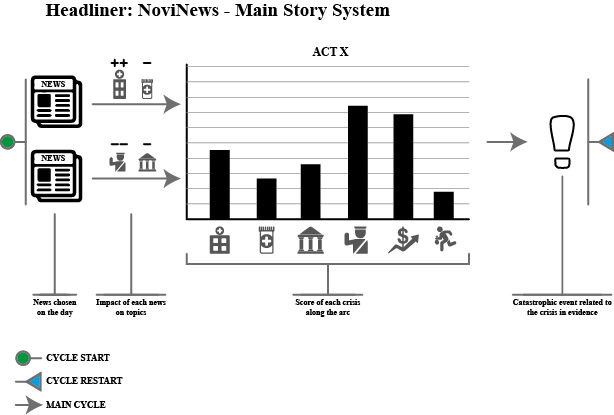 Headliner: NoviNews - Main Story System
ACT X
++ -
NEWS
-- -
NEWS
$
News chosen
on the day
Impact of each news
on topics
Score of each crisis
along the arc
Catastrophic event related to
the crisis in evidence
CYCLE START
CYCLE RESTART
MAIN CYCLE